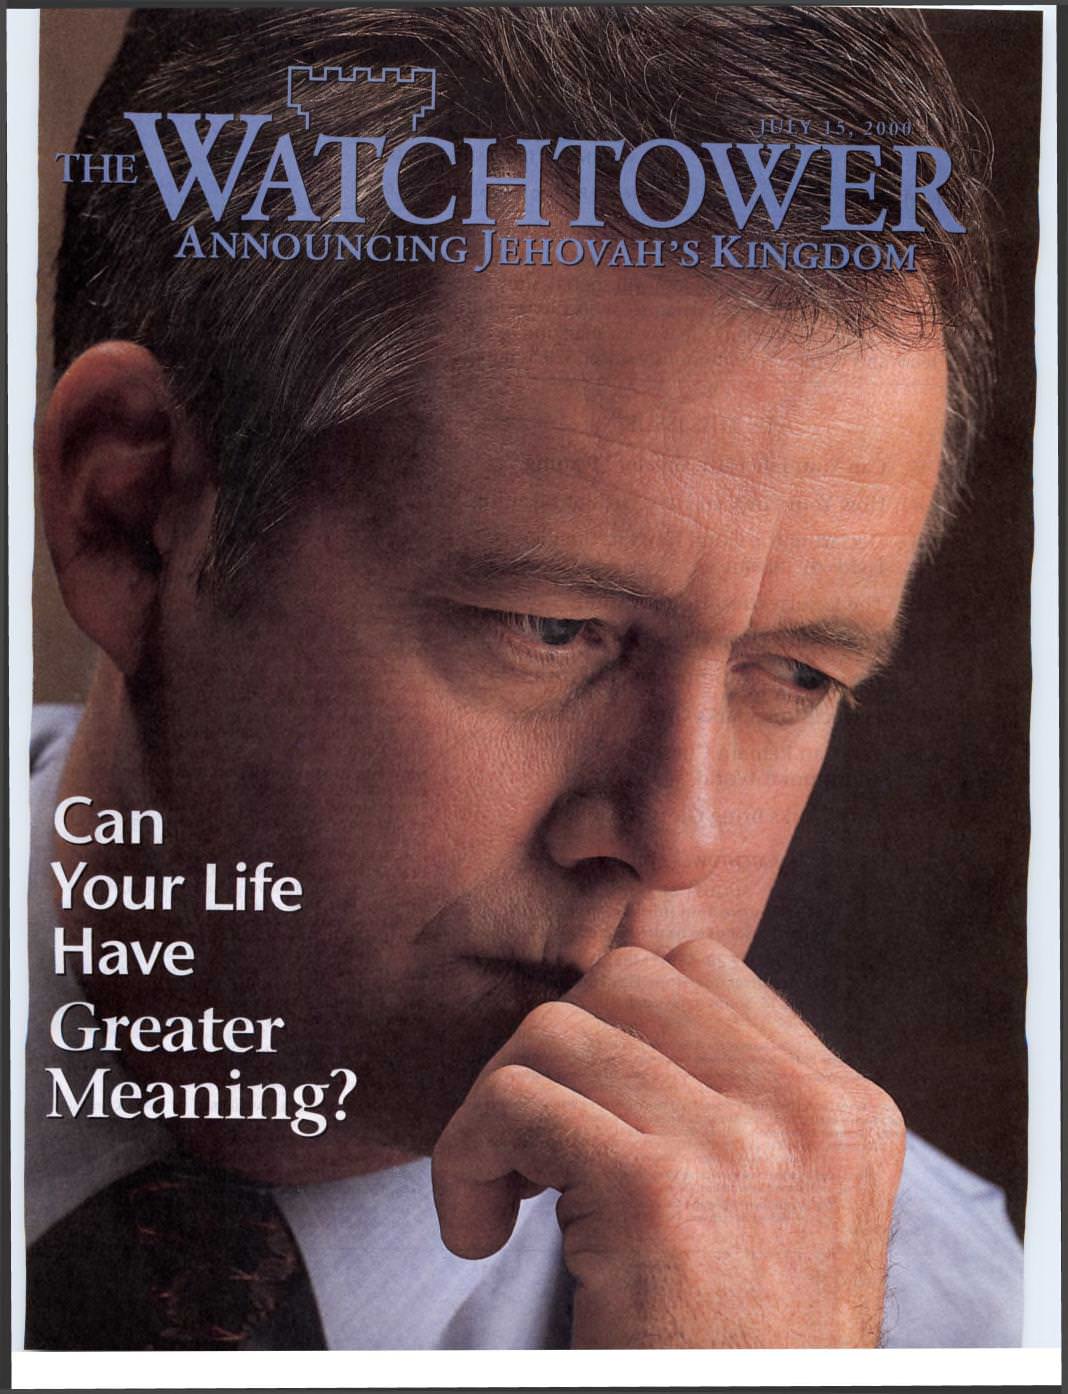 JULY 15, 2000
THE WATCHTOWER
ANNOUNCING JEHOVAH'S KINGDOM
Can
Your Life
Have
Greater
Meaning?